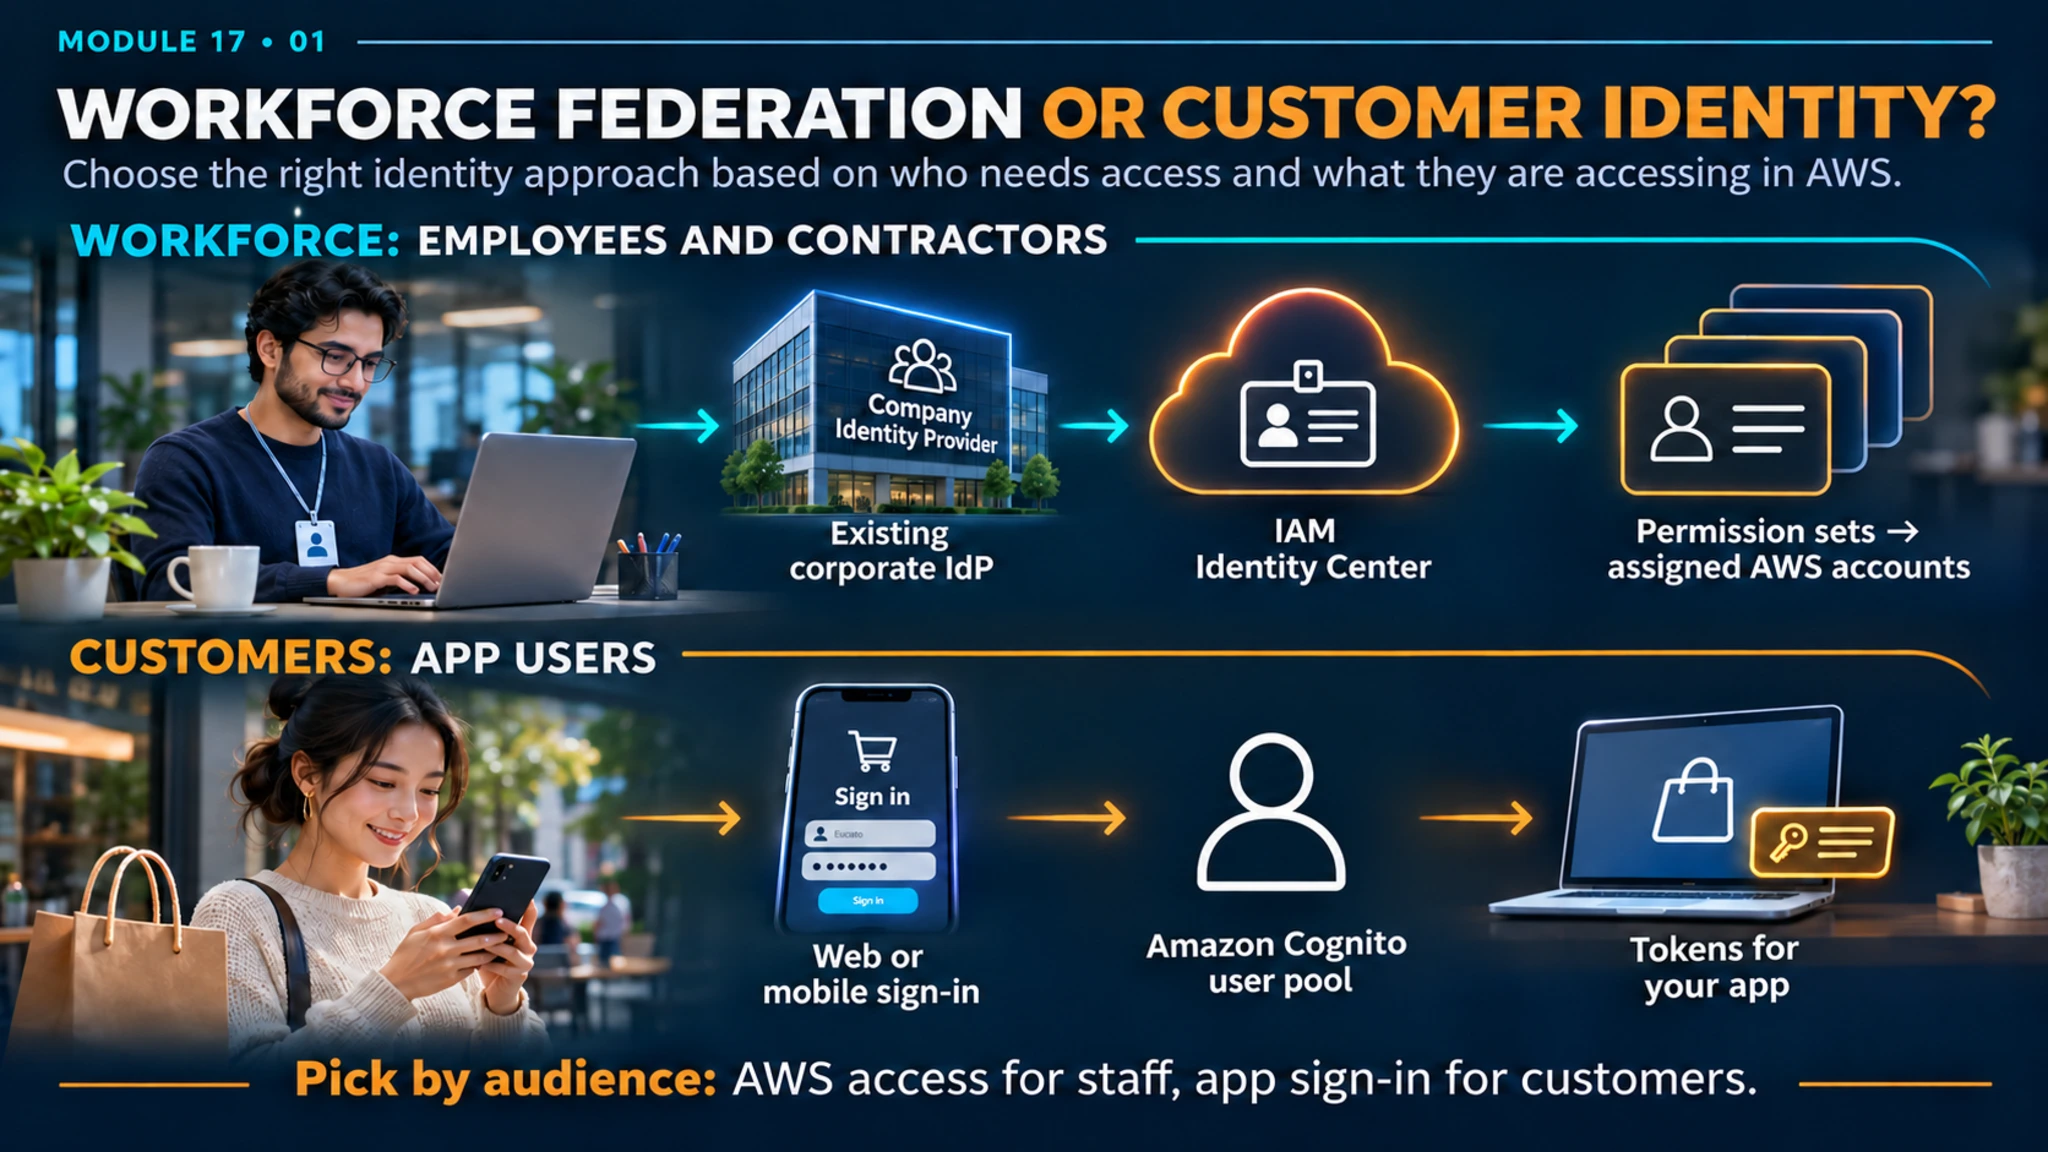 MODULE 17 • 01
WORKFORCE FEDERATION OR CUSTOMER IDENTITY?
Choose the right identity approach based on who needs access and what they are accessing in AWS.
WORKFORCE: EMPLOYEES AND CONTRACTORS
Company
Identity Provider
Existing
corporate IdP
IAM
Identity Center
Permission sets →
assigned AWS accounts
CUSTOMERS: APP USERS
Sign in
Sign in
Web or
mobile sign-in
Amazon Cognito
user pool
Tokens for
your app
Pick by audience: AWS access for staff, app sign-in for customers.